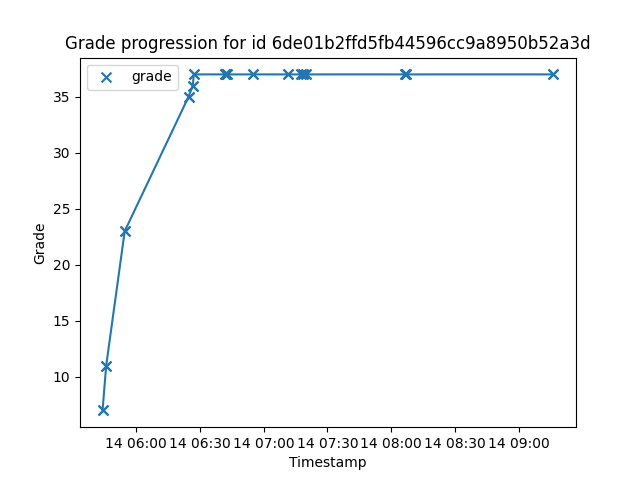 Grade progression for id 6de01b2ffd5fb44596cc9a8950b52a3d
grade
35
30
25
20
15
10
Grade
14 06:00 14 06:30 14 07:00 14 07:30 14 08:00 14 08:30 14 09:00
Timestamp